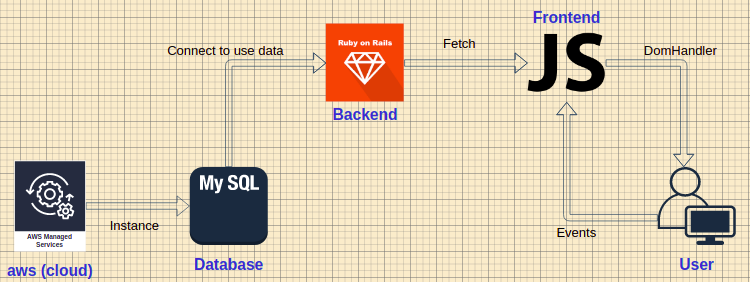 Frontend
JS
Connect to use data
Ruby on Rails
Fetch
DomHandler
Backend
My SQL
AWS Managed
Services
Instance
Events
aws (cloud)
Database
User